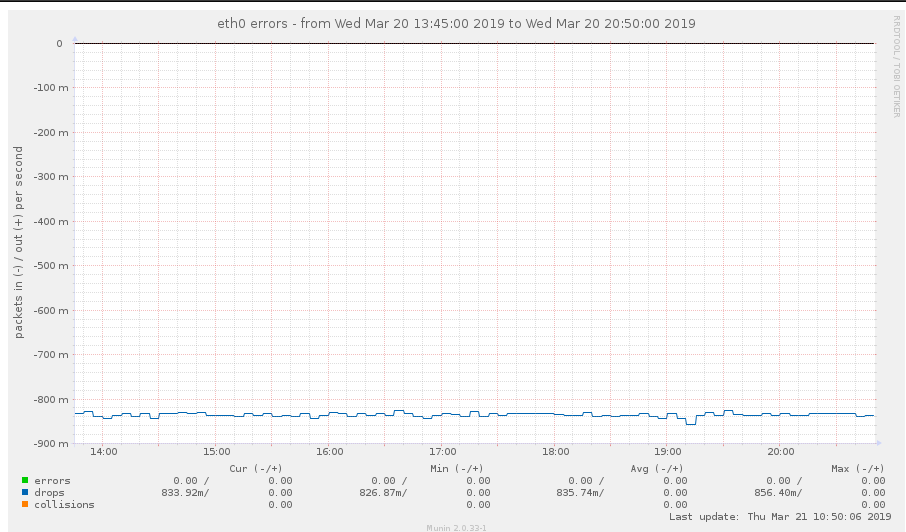 eth0 errors - from Wed Mar 20 13:45:00 2019 to Wed Mar 20 20:50:00 2019
RRDTOOL / TOBI OETIKER
packets in (-) / out (+) per second
0
-100 m
-200 m
-300 m
-400 m
-500 m
-600 m
-700 m
-800 m
-900 m
14:00 15:00 16:00 17:00 18:00 19:00 20:00
Cur (-/+) Min (-/+) Avg (-/+) Max (-/+)
errors 0.00 / 0.00 0.00 / 0.00 0.00 / 0.00 0.00 / 0.00
drops 833.92m/ 0.00 826.87m/ 0.00 835.74m/ 0.00 856.40m/ 0.00
collisions 0.00 0.00 0.00 0.00
Last update: Thu Mar 21 10:50:06 2019
Munin 2.0.33-1